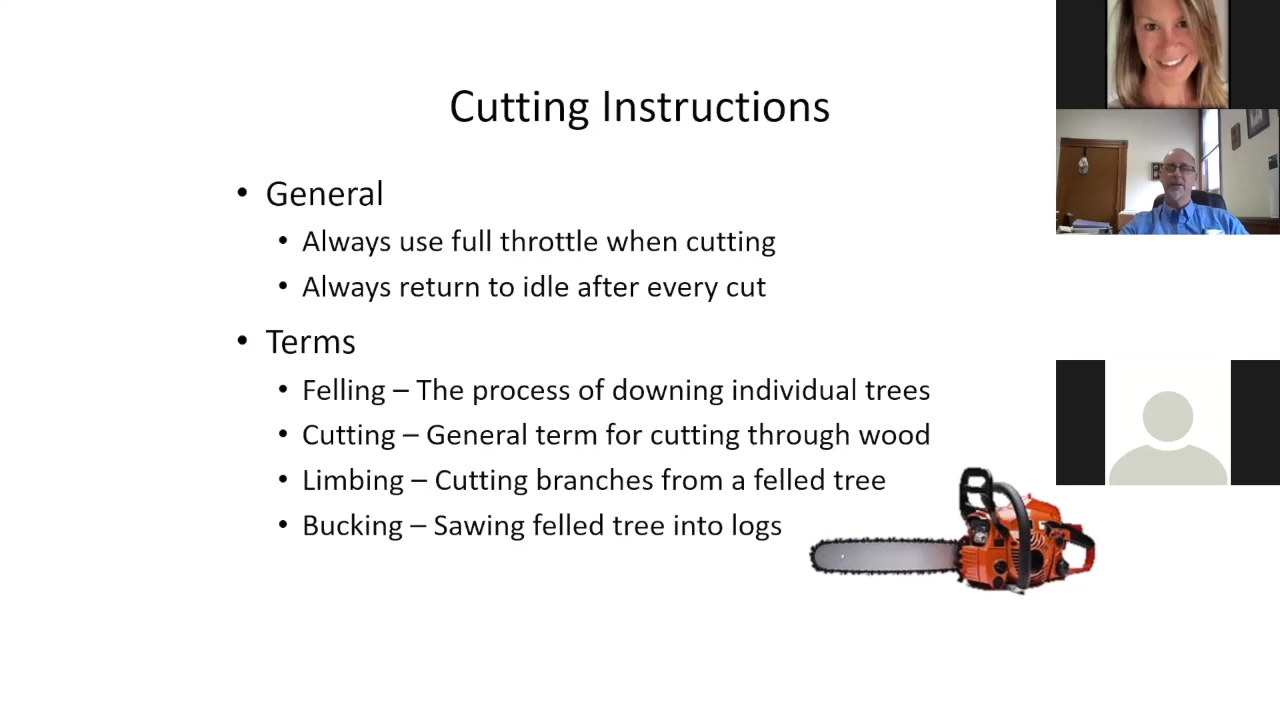 Cutting Instructions
• General
• Always use full throttle when cutting
• Always return to idle after every cut
• Terms
• Felling – The process of downing individual trees
• Cutting – General term for cutting through wood
• Limbing – Cutting branches from a felled tree
• Bucking – Sawing felled tree into logs